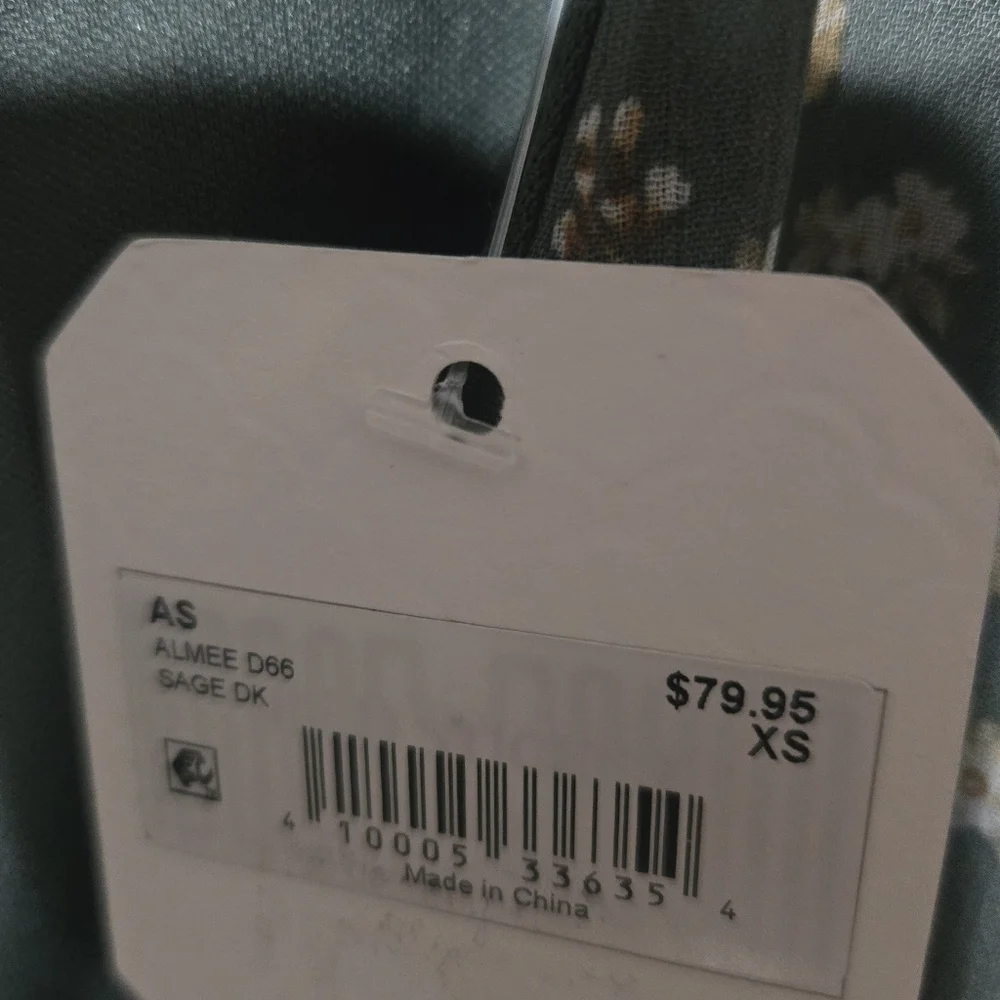 AS
ALMEE D66
SAGE DK
$79.95
XS
4 10005 33635 4
Made in China